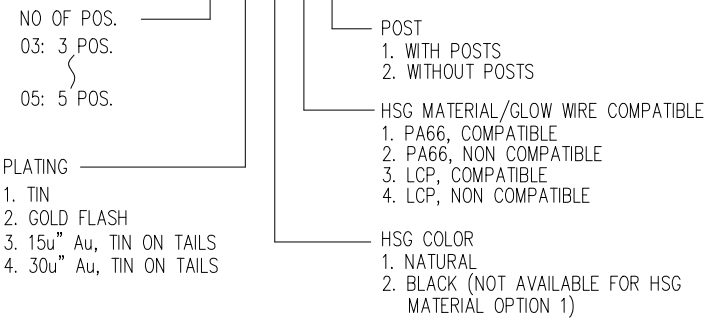 NO OF POS.
03: 3 POS.
05: 5 POS.
PLATING
1. TIN
2. GOLD FLASH
3. 15u" Au, TIN ON TAILS
4. 30u" Au, TIN ON TAILS
POST
1. WITH POSTS
2. WITHOUT POSTS
HSG MATERIAL/GLOW WIRE COMPATIBLE
1. PA66, COMPATIBLE
2. PA66, NON COMPATIBLE
3. LCP, COMPATIBLE
4. LCP, NON COMPATIBLE
HSG COLOR
1. NATURAL
2. BLACK (NOT AVAILABLE FOR HSG
MATERIAL OPTION 1)